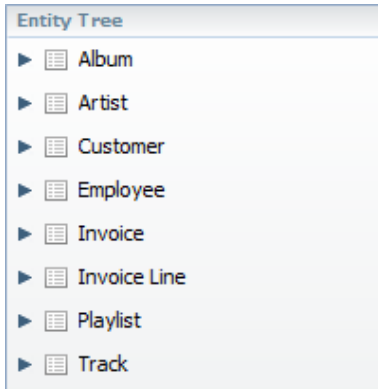 Entity Tree
Album
Artist
Customer
Employee
Invoice
Invoice Line
Playlist
Track